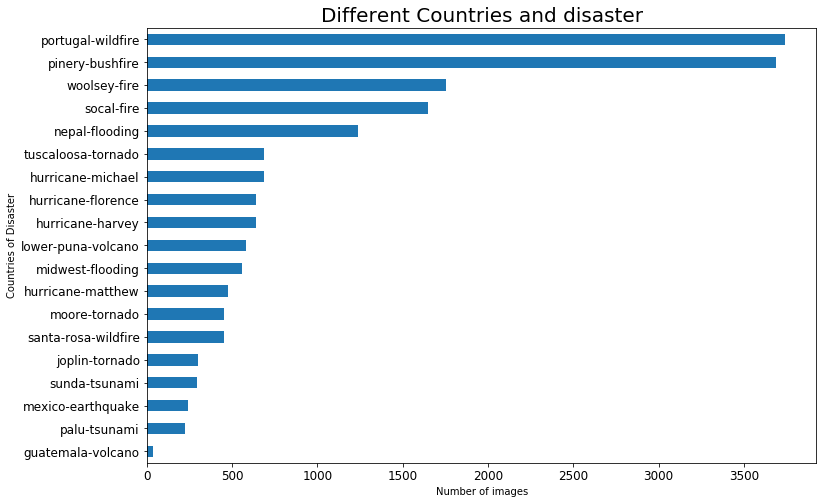 Different Countries and disaster
Countries of Disaster
portugal-wildfire
pinery-bushfire
woolsey-fire
socal-fire
nepal-flooding
tuscaloosa-tornado
hurricane-michael
hurricane-florence
hurricane-harvey
lower-puna-volcano
midwest-flooding
hurricane-matthew
moore-tornado
santa-rosa-wildfire
joplin-tornado
sunda-tsunami
mexico-earthquake
palu-tsunami
guatemala-volcano
0 500 1000 1500 2000 2500 3000 3500
Number of images